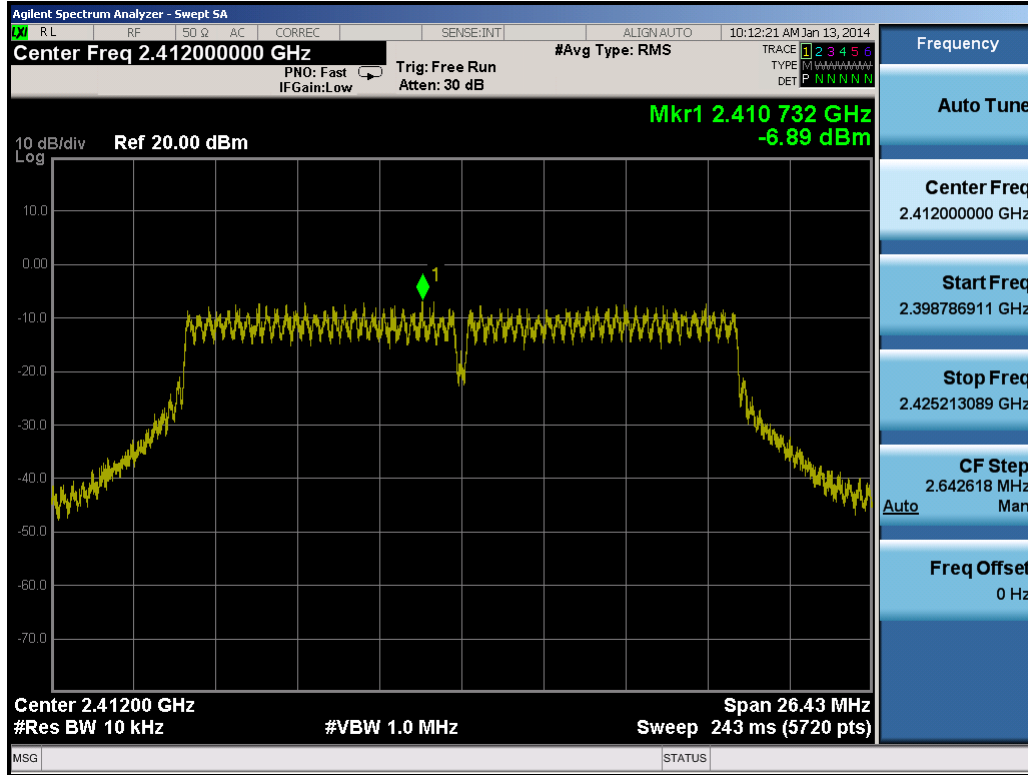 Agilent Spectrum Analyzer - Swept SA
LXI RL RF 50 Ω AC CORREC SENSE:INT ALIGN AUTO 10:12:21 AM Jan 13, 2014
Center Freq 2.412000000 GHz
PNO: Fast
IFGain:Low
Trig: Free Run
Atten: 30 dB
#Avg Type: RMS
TRACE 1 2 3 4 5 6
TYPE M WWWWW
DET P N N N N N
Mkr1 2.410 732 GHz
-6.89 dBm
10 dB/div Ref 20.00 dBm
Log
10.0
0.00
-10.0
-20.0
-30.0
-40.0
-50.0
-60.0
-70.0
1
Center 2.41200 GHz Span 26.43 MHz
#Res BW 10 kHz #VBW 1.0 MHz Sweep 243 ms (5720 pts)
MSG STATUS
Frequency
Auto Tune
Center Freq
2.412000000 GHz
Start Freq
2.398786911 GHz
Stop Freq
2.425213089 GHz
CF Step
2.642618 MHz
Auto Man
Freq Offset
0 Hz